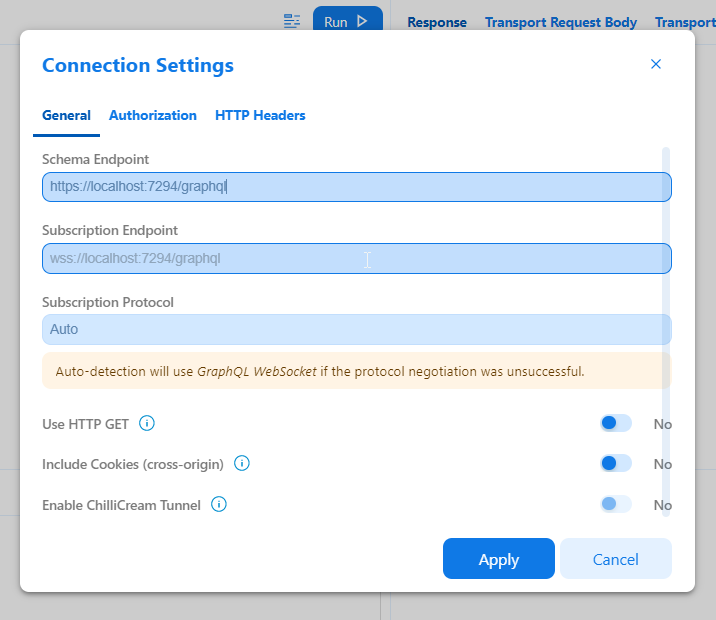 Run Response Transport Request Body Transport
Connection Settings
General Authorization HTTP Headers
Schema Endpoint
https://localhost:7294/graphql
Subscription Endpoint
wss://localhost:7294/graphql
Subscription Protocol
Auto
Auto-detection will use GraphQL WebSocket if the protocol negotiation was unsuccessful.
Use HTTP GET No
Include Cookies (cross-origin) No
Enable ChilliCream Tunnel No
Apply Cancel